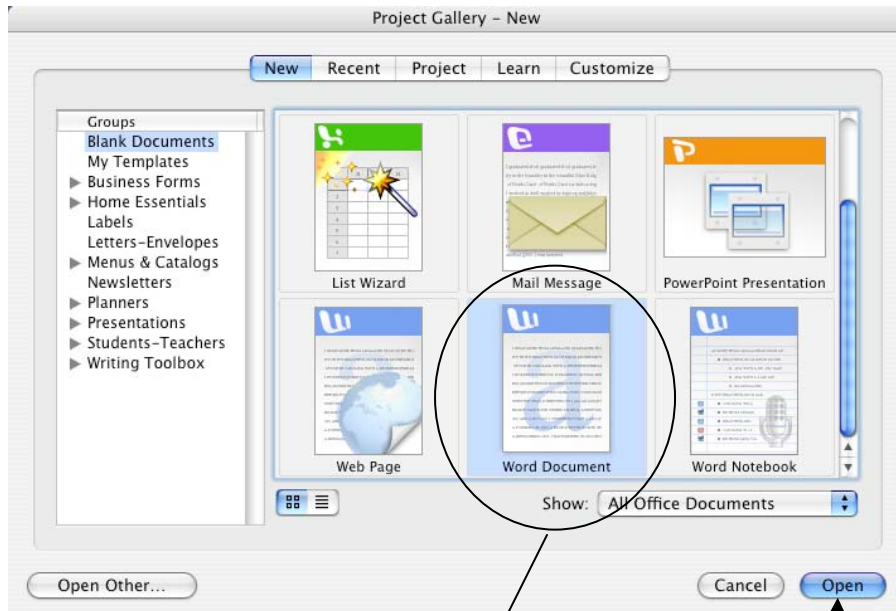 Project Gallery – New
New Recent Project Learn Customize
Groups
Blank Documents
My Templates
Business Forms
Home Essentials
Labels
Letters–Envelopes
Menus & Catalogs
Newsletters
Planners
Presentations
Students–Teachers
Writing Toolbox
List Wizard
Mail Message
PowerPoint Presentation
Web Page
Word Document
Word Notebook
Show: All Office Documents
Open Other...
Cancel
Open